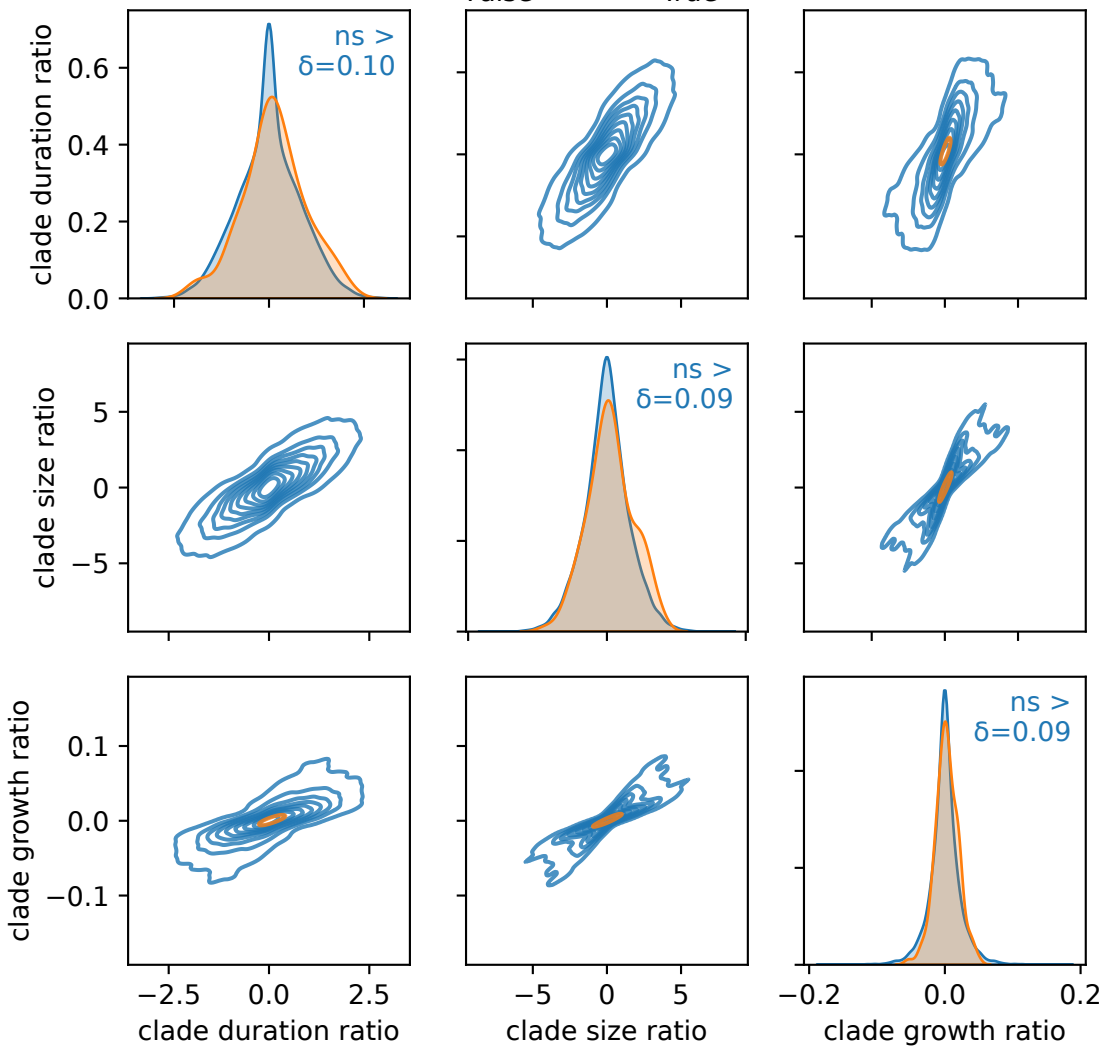 clade duration ratio
0.6
0.4
0.2
0.0
ns >
δ=0.10
clade size ratio
5
0
−5
ns >
δ=0.09
clade growth ratio
0.1
0.0
−0.1
ns >
δ=0.09
−2.5 0.0 2.5
−5 0 5
−0.2 0.0 0.2
clade duration ratio
clade size ratio
clade growth ratio